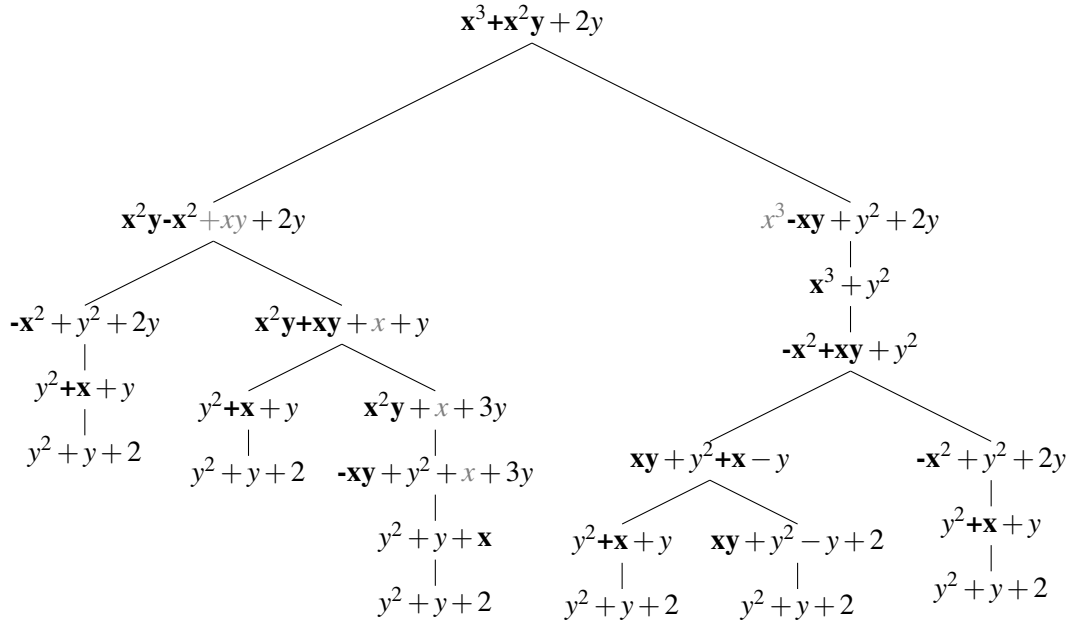 x³+x²y + 2y
x²y-x² +xy + 2y
x³-xy + y² + 2y
x³ + y²
-x² + y² + 2y
x²y+xy + x + y
-x²+xy + y²
y²+x + y
y²+x + y
x²y + x + 3y
y² + y + 2
y² + y + 2
-xy + y² + x + 3y
xy + y²+x − y
-x² + y² + 2y
y² + y + x
y²+x + y
xy + y² − y + 2
y²+x + y
y² + y + 2
y² + y + 2
y² + y + 2
y² + y + 2